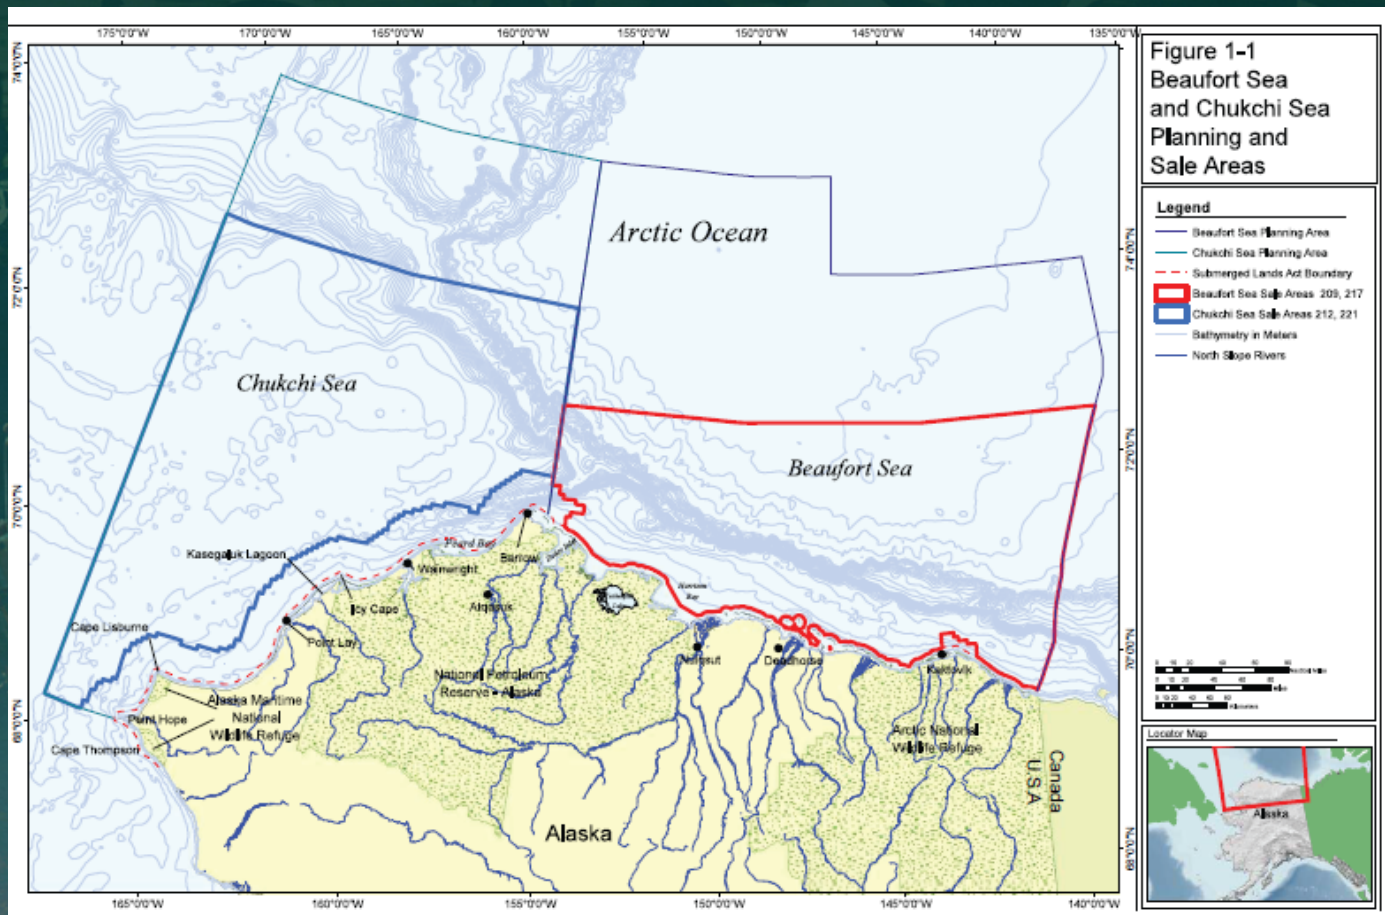 175°0'0"W
170°0'0"W
165°0'0"W
160°0'0"W
155°0'0"W
150°0'0"W
145°0'0"W
140°0'0"W
135°0'0"W
74°0'0"N
72°0'0"N
70°0'0"N
68°0'0"N
Arctic Ocean
Chukchi Sea
Beaufort Sea
Kasegaluk Lagoon
Peard Bay
Barrow
Wainwright
Icy Cape
Atqasuk
Harrison
Bay
Cape Lisburne
Point Lay
Nuiqsut
Deadhorse
Kaktovik
National Petroleum
Reserve - Alaska
Alaska Maritime
National
Wildlife Refuge
Point Hope
Cape Thompson
Arctic National
Wildlife Refuge
Canada
U.S.A
Alaska
74°0'0"N
72°0'0"N
70°0'0"N
68°0'0"N
165°0'0"W
160°0'0"W
155°0'0"W
150°0'0"W
145°0'0"W
140°0'0"W
Figure 1-1
Beaufort Sea
and Chukchi Sea
Planning and
Sale Areas
Legend
Beaufort Sea Planning Area
Chukchi Sea Planning Area
Submerged Lands Act Boundary
Beaufort Sea Sale Areas 209, 217
Chukchi Sea Sale Areas 212, 221
Bathymetry in Meters
North Slope Rivers
Kilometers
Locator Map
Alaska